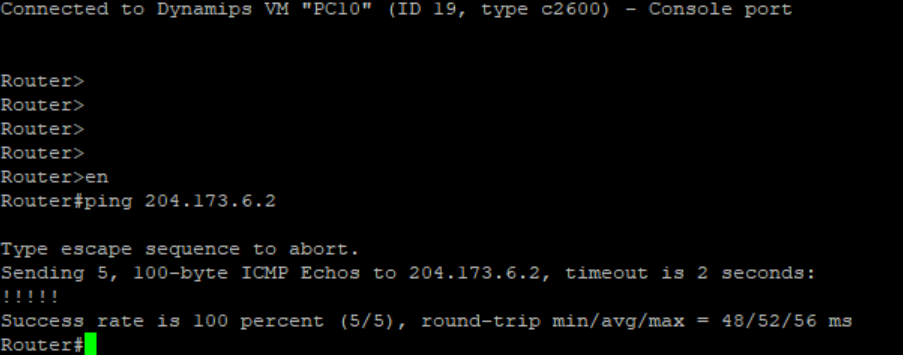 Connected to Dynamips VM "PC10" (ID 19, type c2600) - Console port
Router>
Router>
Router>
Router>
Router>en
Router#ping 204.173.6.2
Type escape sequence to abort.
Sending 5, 100-byte ICMP Echos to 204.173.6.2, timeout is 2 seconds:
!!!!!
Success rate is 100 percent (5/5), round-trip min/avg/max = 48/52/56 ms
Router#